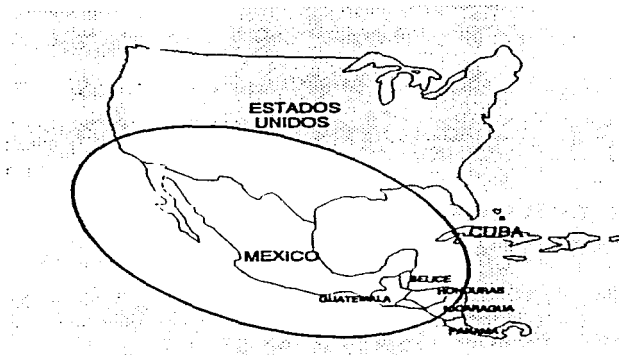 ESTADOS
UNIDOS
CUBA
MEXICO
BELICE
HONDURAS
GUATEMALA
NICARAGUA
PANAMA